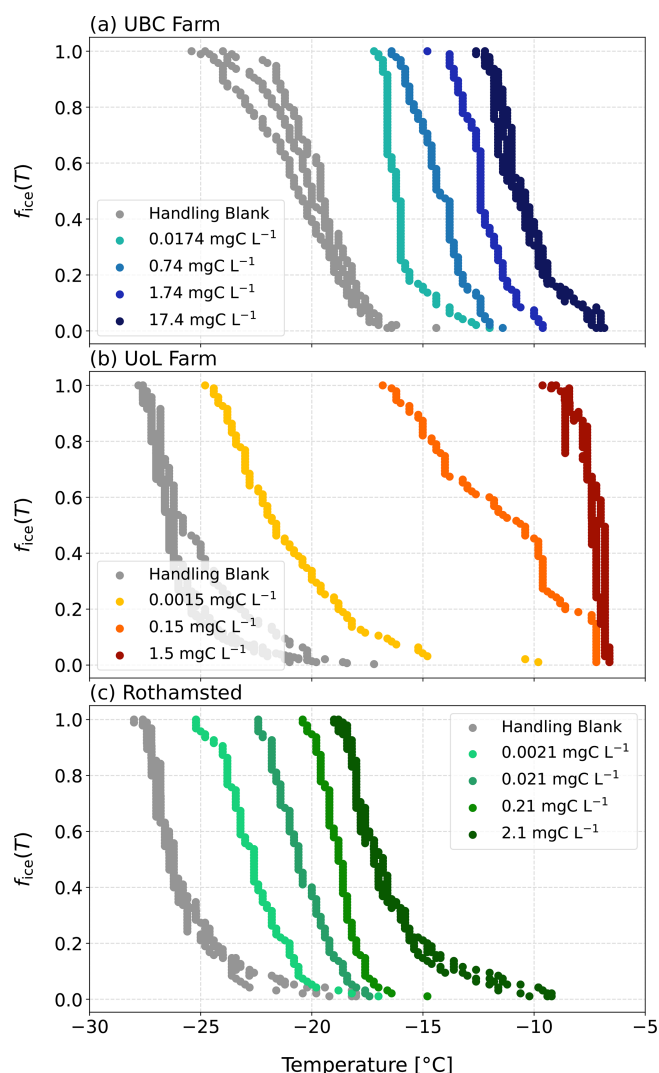 (a) UBC Farm
1.0
0.8
0.6
0.4
0.2
0.0
f_ice(T)
Handling Blank
0.0174 mgC L⁻¹
0.74 mgC L⁻¹
1.74 mgC L⁻¹
17.4 mgC L⁻¹
(b) UoL Farm
1.0
0.8
0.6
0.4
0.2
0.0
f_ice(T)
Handling Blank
0.0015 mgC L⁻¹
0.15 mgC L⁻¹
1.5 mgC L⁻¹
(c) Rothamsted
1.0
0.8
0.6
0.4
0.2
0.0
f_ice(T)
Handling Blank
0.0021 mgC L⁻¹
0.021 mgC L⁻¹
0.21 mgC L⁻¹
2.1 mgC L⁻¹
−30 −25 −20 −15 −10 −5
Temperature [°C]